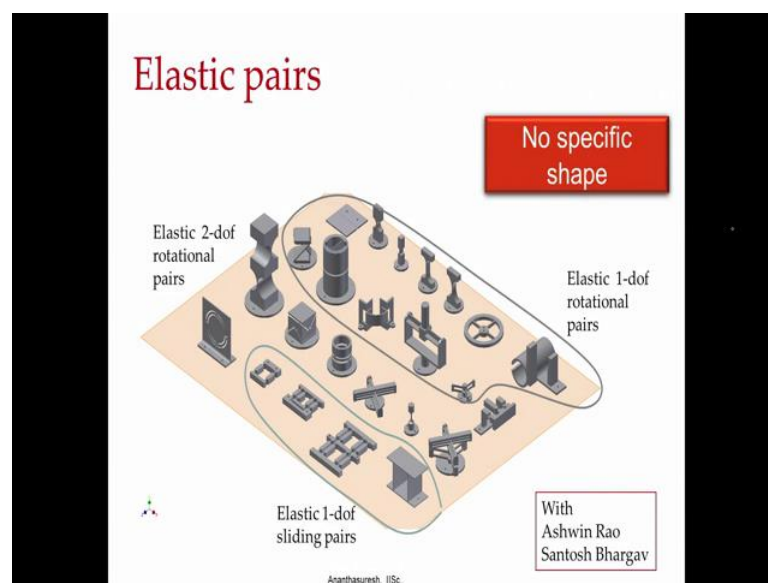 Elastic pairs
No specific
shape
Elastic 2-dof
rotational
pairs
Elastic 1-dof
rotational
pairs
Elastic 1-dof
sliding pairs
With
Ashwin Rao
Santosh Bhargav
Ananthasuresh, IISc.